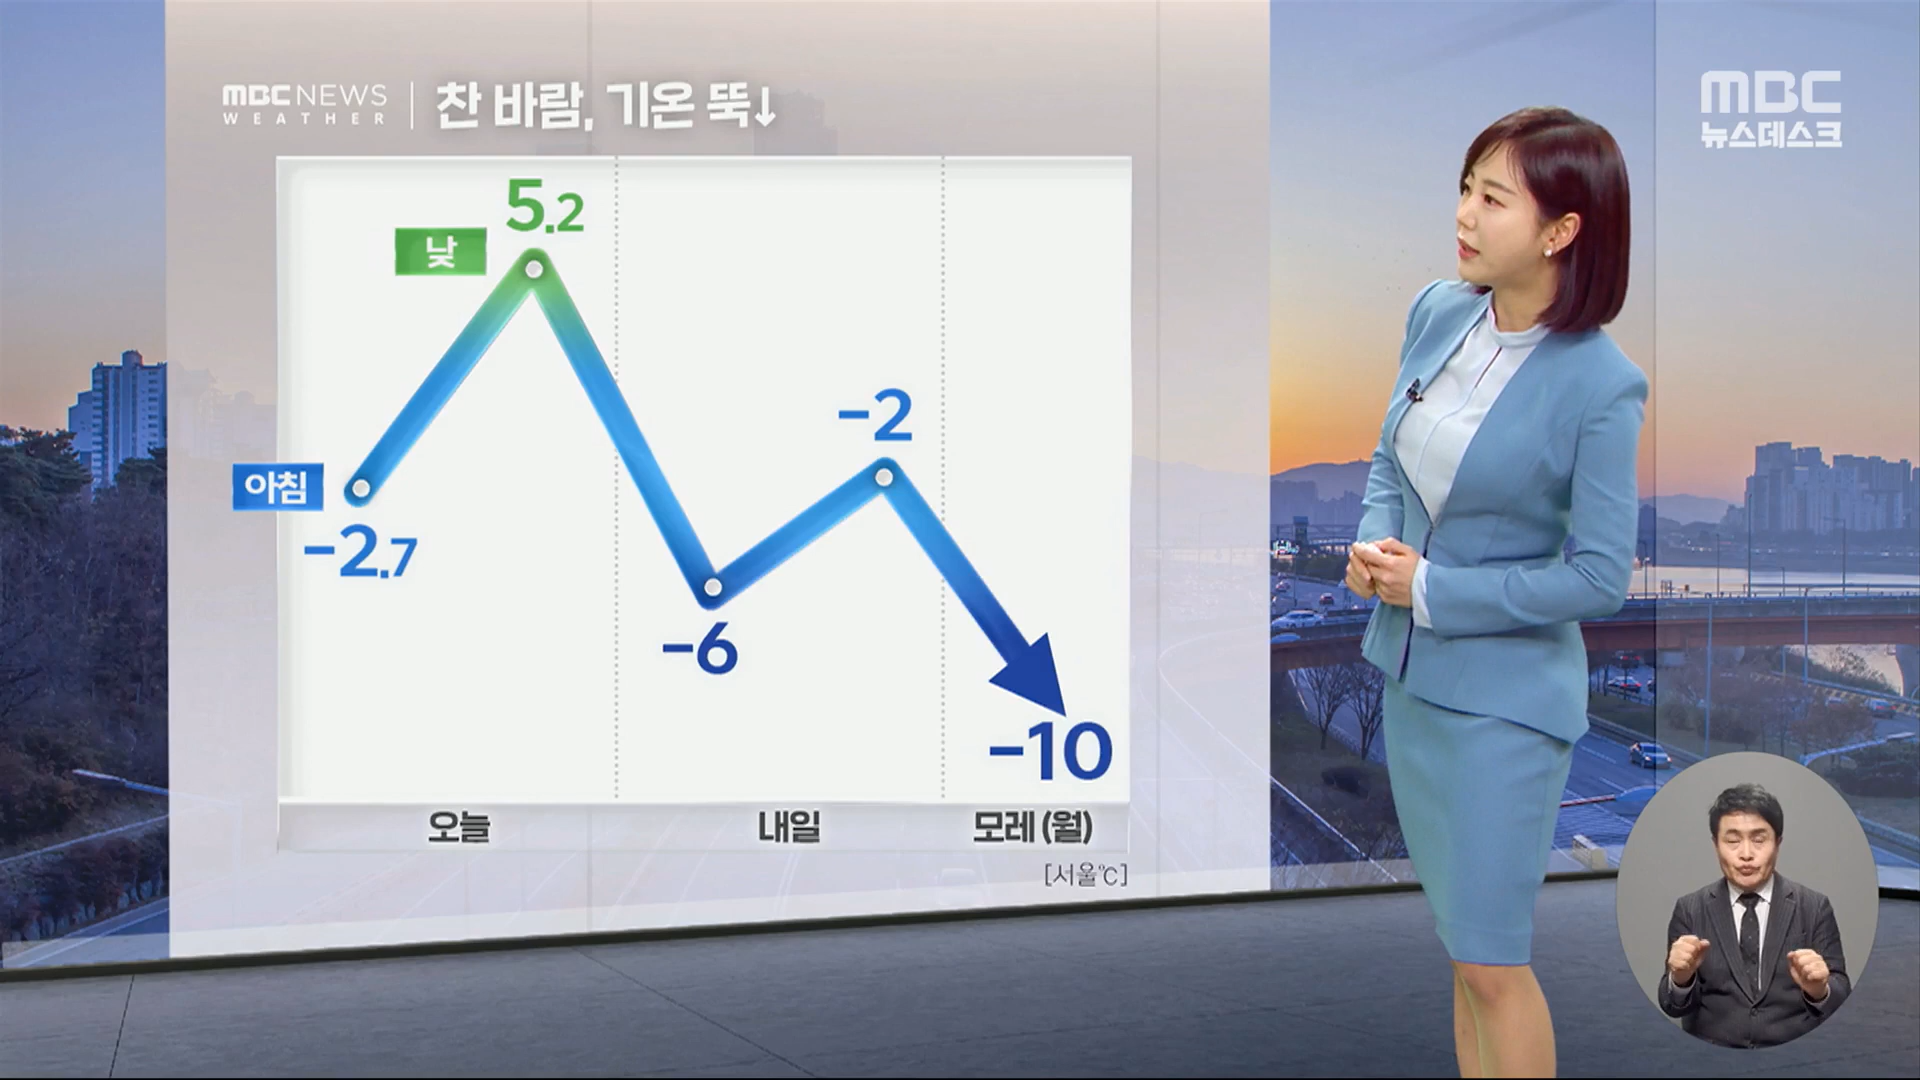 MBC NEWS
WEATHER
찬 바람, 기온 뚝↓
MBC
뉴스데스크
낮
5.2
아침
-2.7
-6
-2
-10
오늘
내일
모레 (월)
[서울℃]